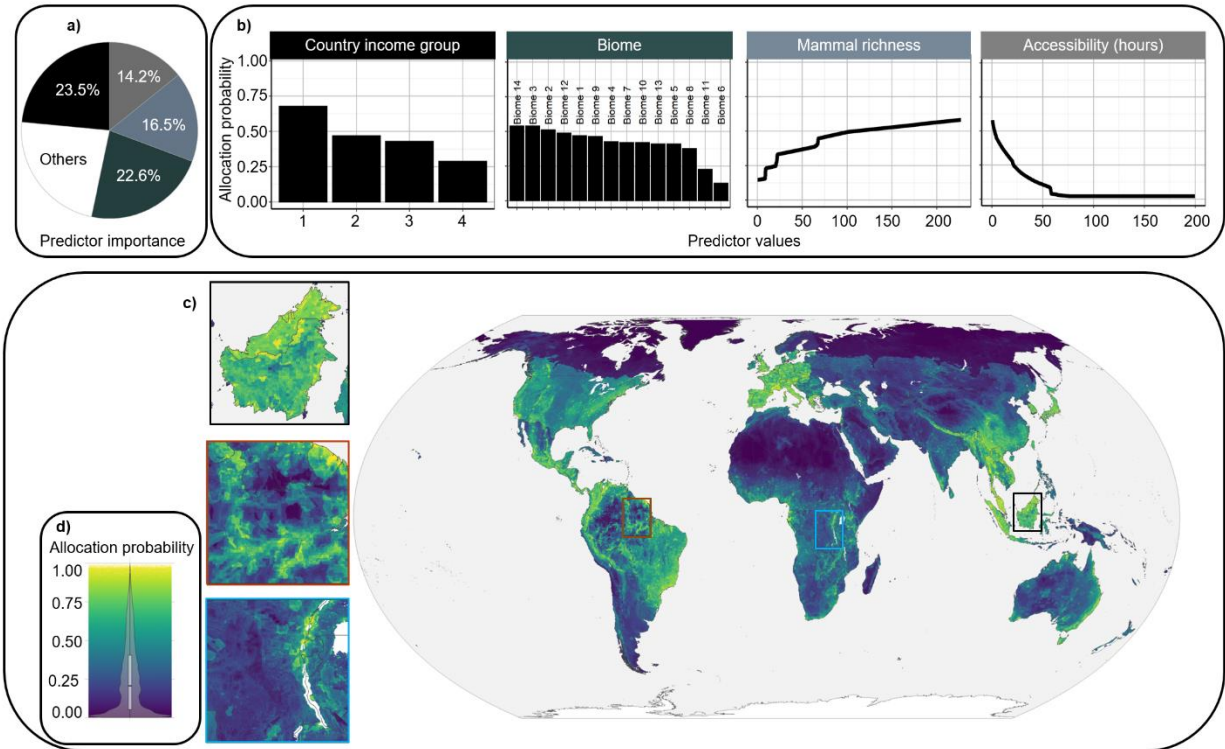 a)
23.5%
14.2%
16.5%
22.6%
Others
Predictor importance
b)
Country income group
Biome
Mammal richness
Accessibility (hours)
Allocation probability
1.00
0.75
0.50
0.25
0.00
1 2 3 4
Biome 14
Biome 3
Biome 2
Biome 12
Biome 1
Biome 9
Biome 4
Biome 7
Biome 10
Biome 13
Biome 5
Biome 8
Biome 11
Biome 6
0 50 100 150 200
0 50 100 150 200
Predictor values
c)
d)
Allocation probability
1.00
0.75
0.50
0.25
0.00